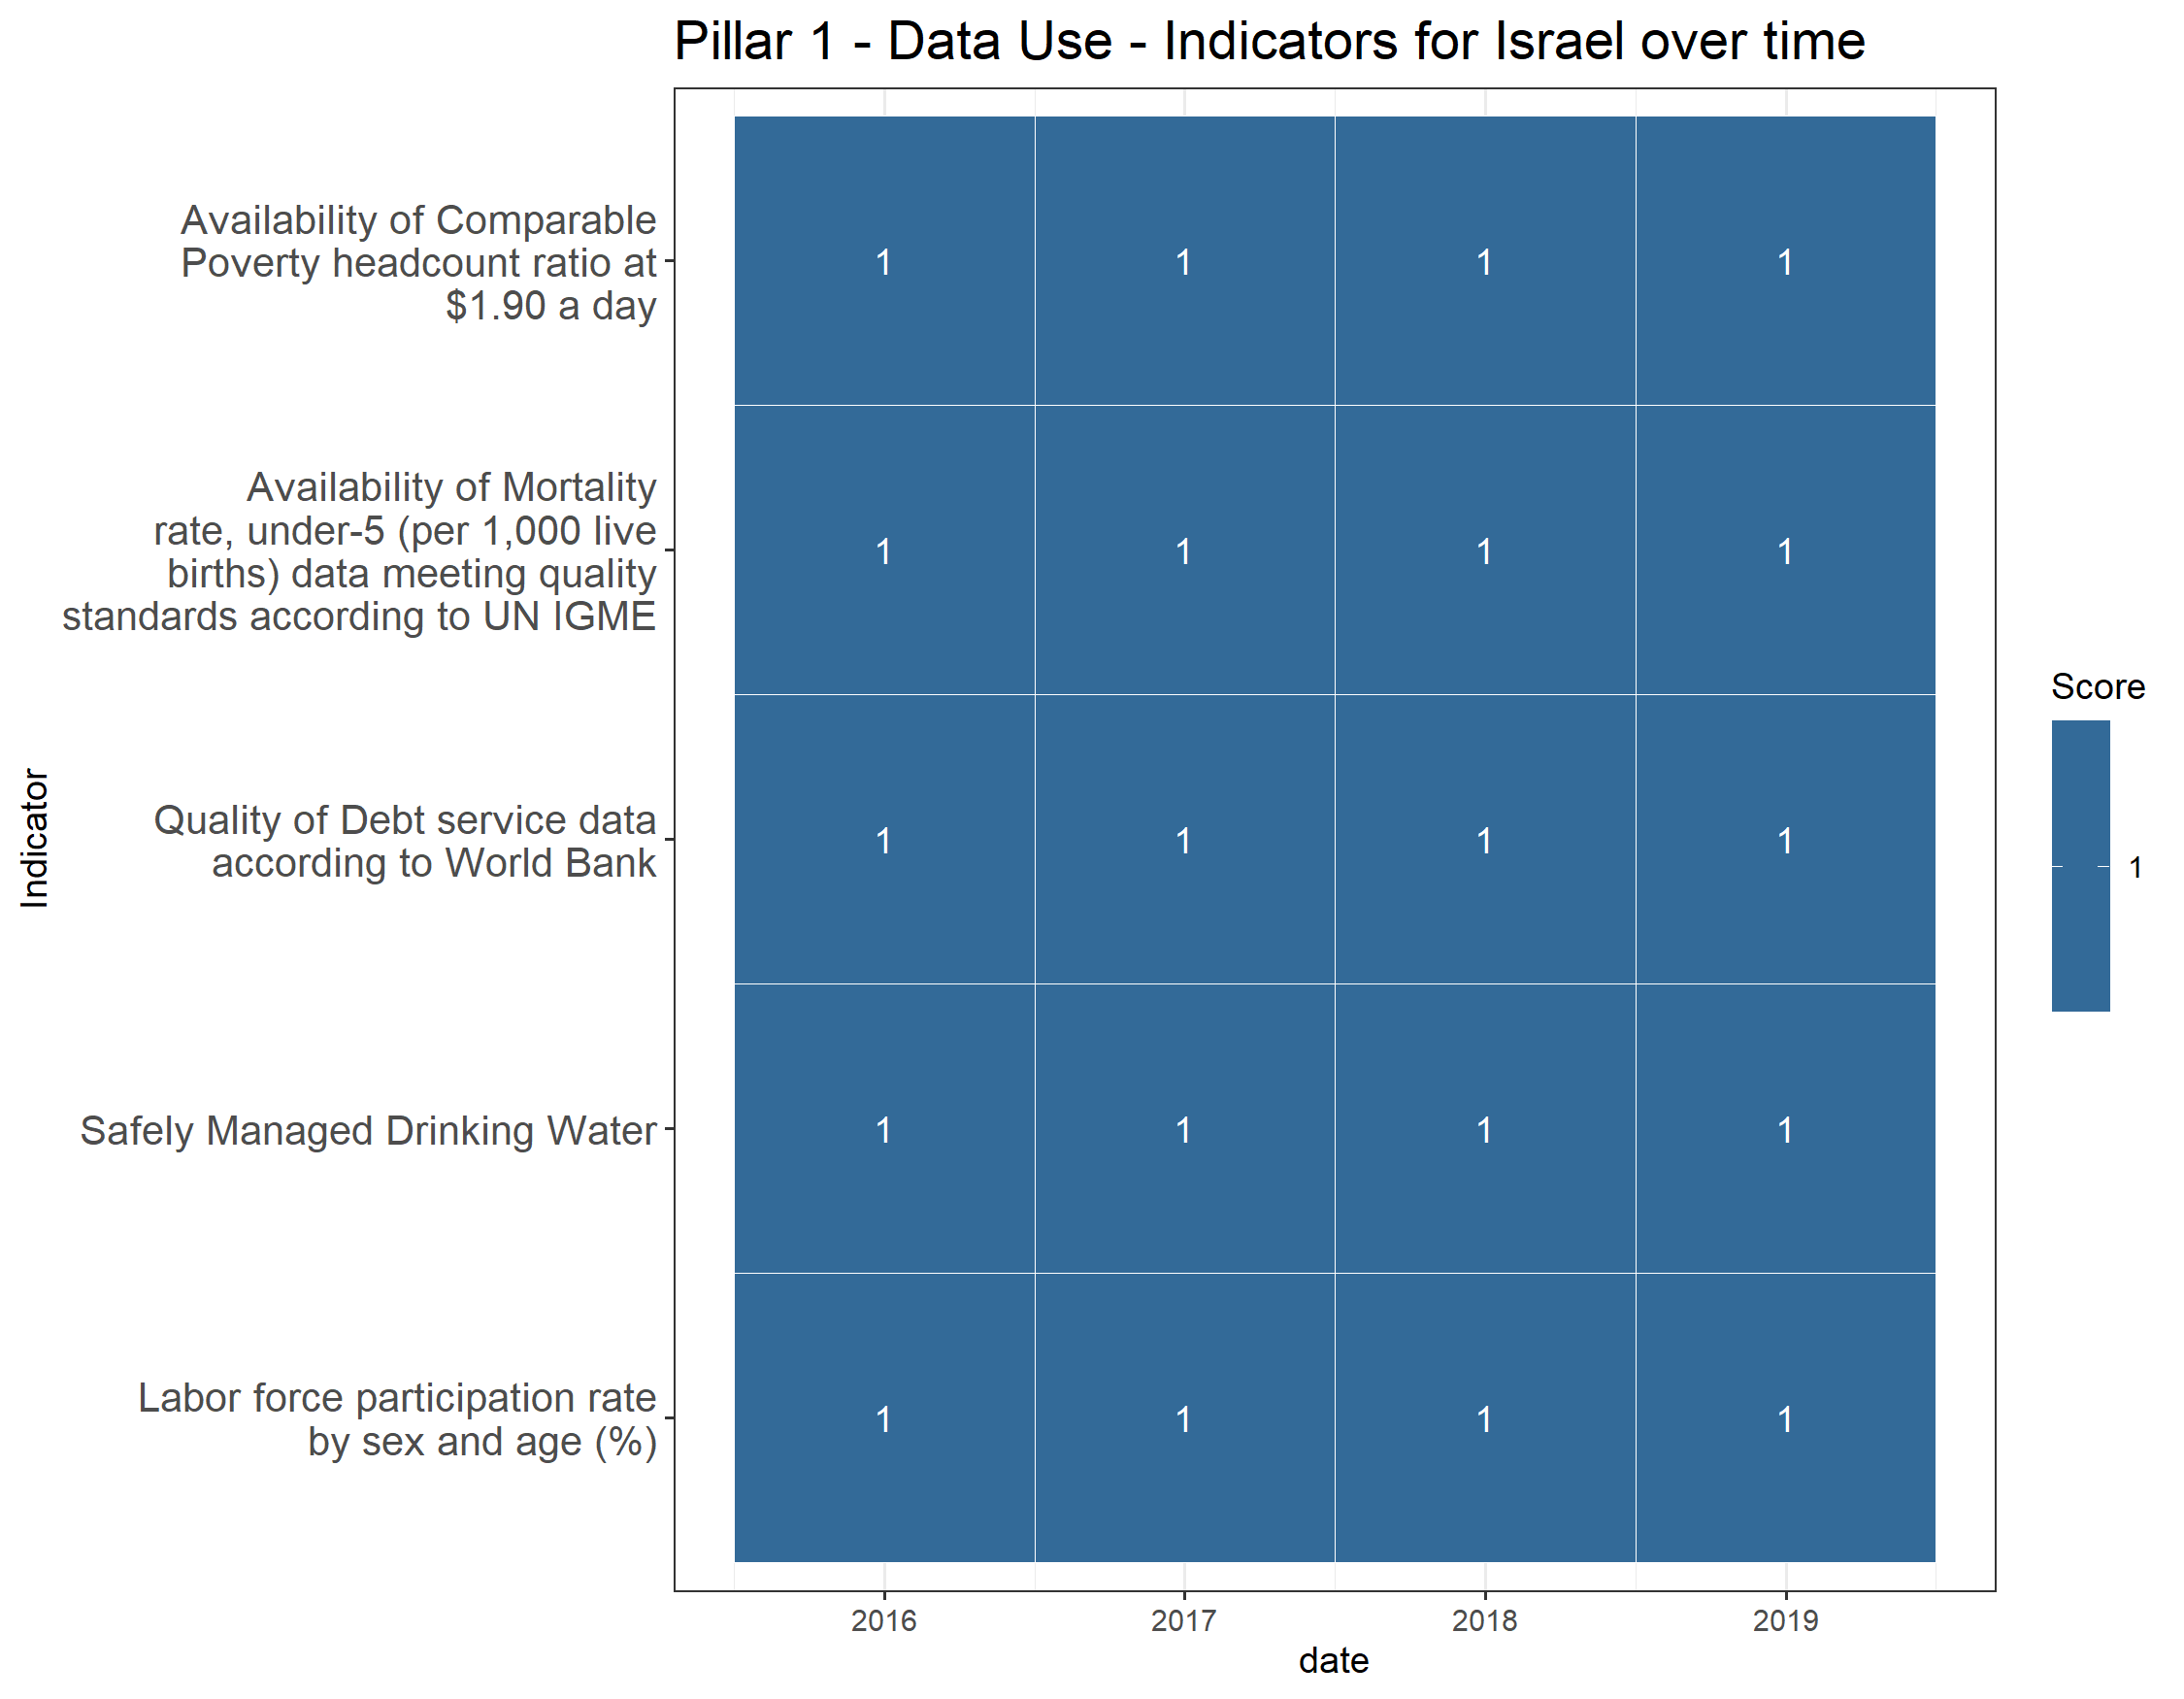 Pillar 1 - Data Use - Indicators for Israel over time
Indicator
Availability of Comparable
Poverty headcount ratio at
$1.90 a day
1 1 1 1
Availability of Mortality
rate, under-5 (per 1,000 live
births) data meeting quality
standards according to UN IGME
1 1 1 1
Quality of Debt service data
according to World Bank
1 1 1 1
Safely Managed Drinking Water
1 1 1 1
Labor force participation rate
by sex and age (%)
1 1 1 1
2016 2017 2018 2019
date
Score
1